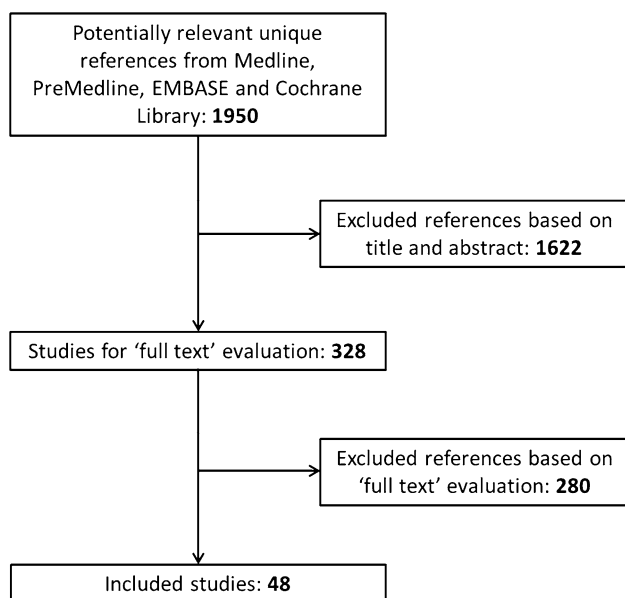 Potentially relevant unique
references from Medline,
PreMedline, EMBASE and Cochrane
Library: 1950
Excluded references based on
title and abstract: 1622
Studies for ‘full text’ evaluation: 328
Excluded references based on
‘full text’ evaluation: 280
Included studies: 48